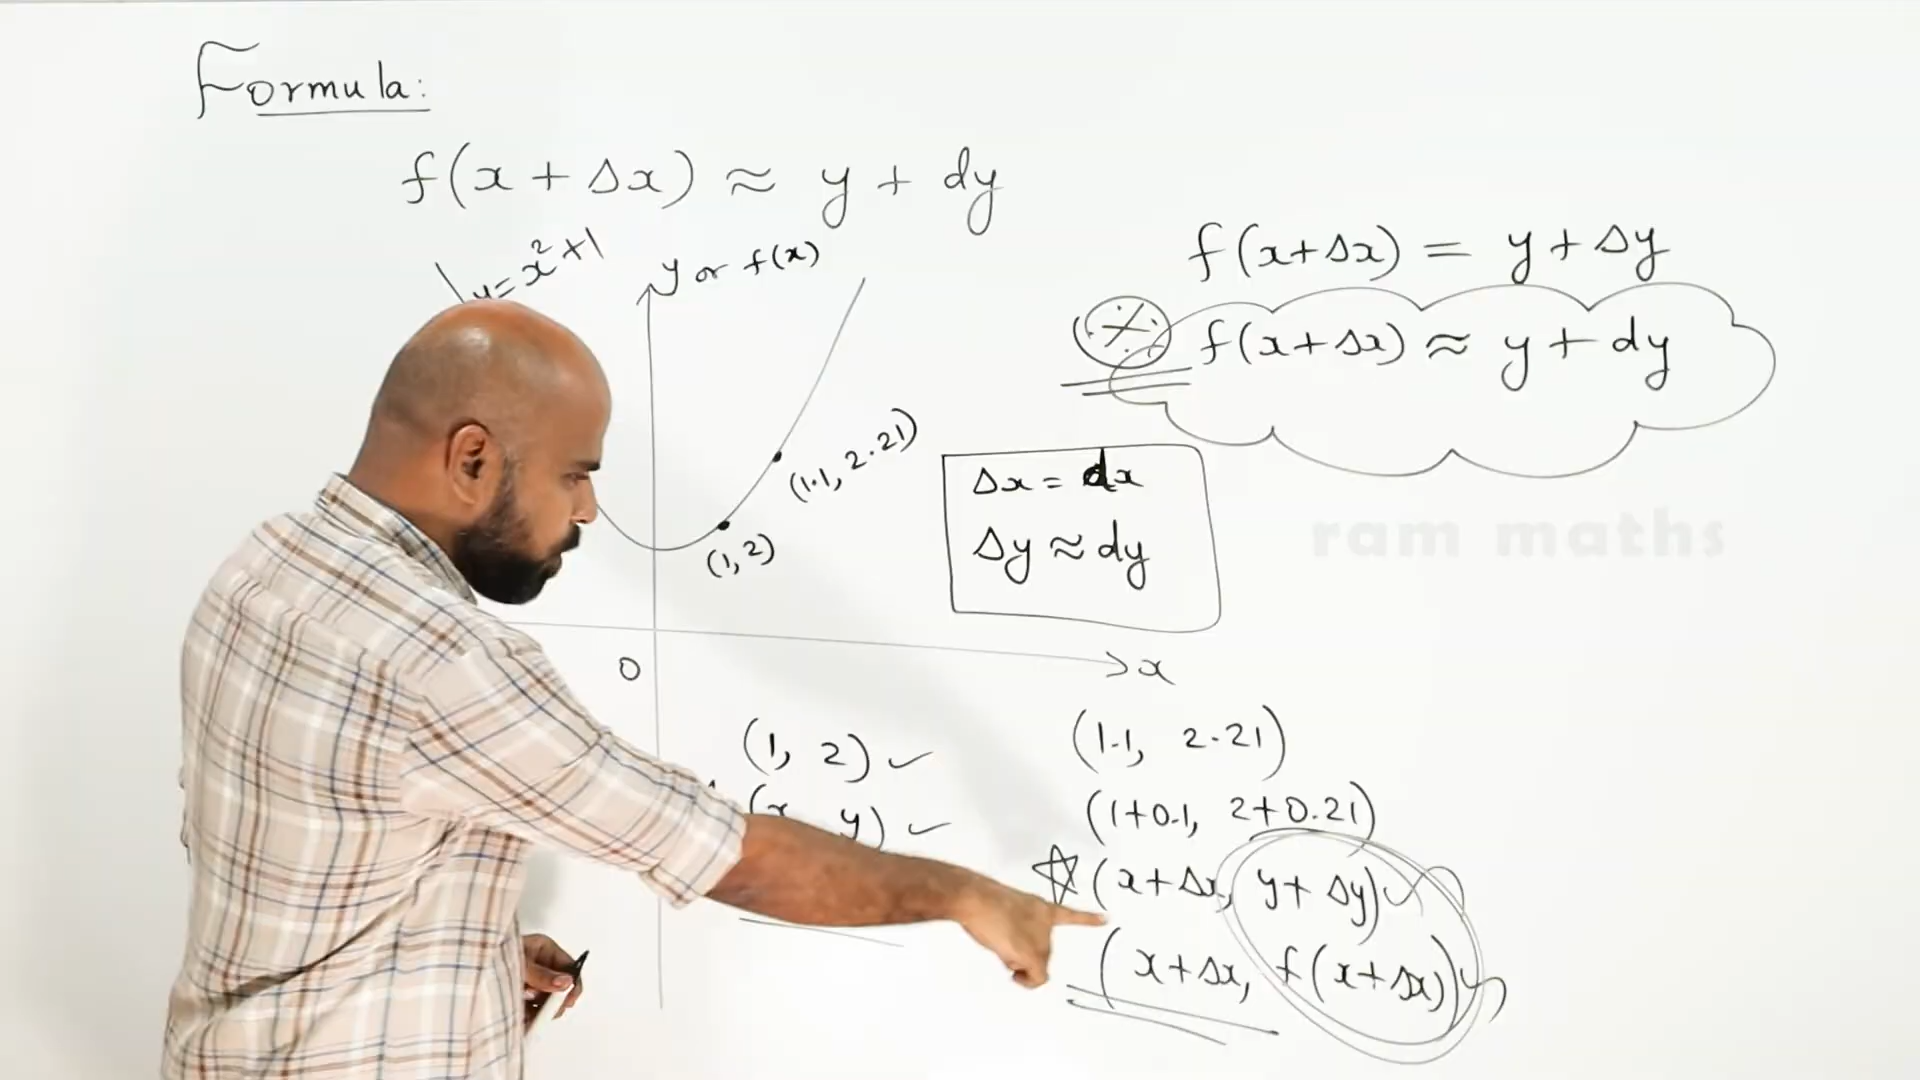 Formula:
f(x + Δx) ≈ y + dy
y = x²+1
y or f(x)
(1.1, 2.21)
(1, 2)
0
x
f(x+Δx) = y + Δy
f(x+Δx) ≈ y + dy
Δx = dx
Δy ≈ dy
ram maths
(1, 2) ✓
(x y) ✓
(1.1, 2.21)
(1+0.1, 2+0.21)
☆ (x+Δx, y+Δy)
(x+Δx, f(x+Δx))